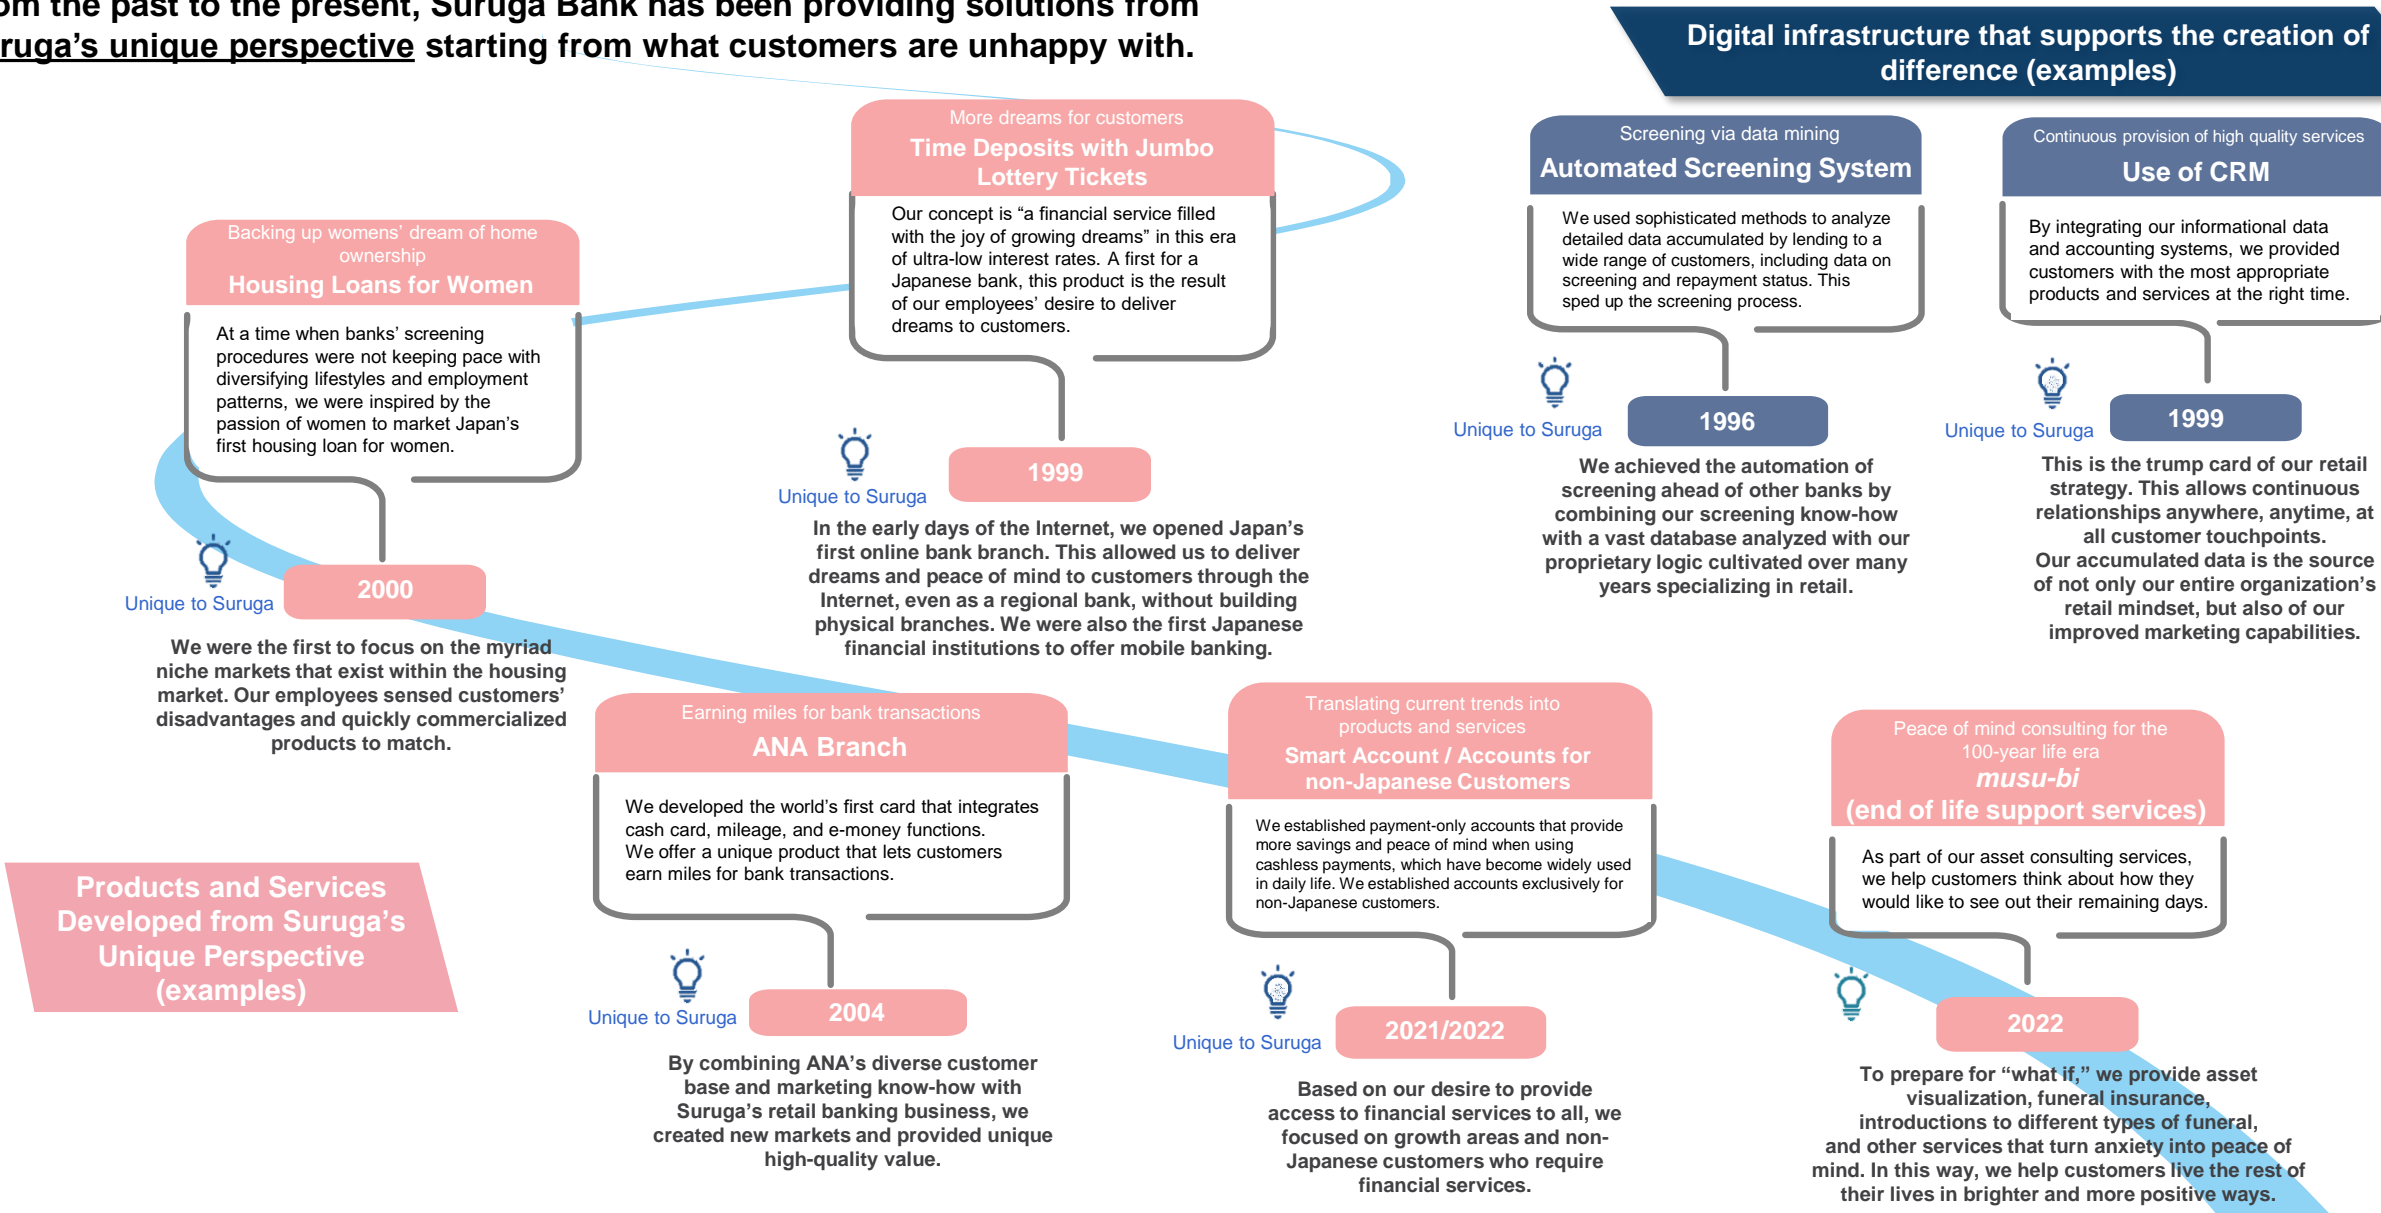 om the past to the present, Suruga Bank has been providing solutions from
ruga's unique perspective starting from what customers are unhappy with.
Digital infrastructure that supports the creation of
difference (examples)
More dreams for customers
Time Deposits with Jumbo
Lottery Tickets
Our concept is “a financial service filled
with the joy of growing dreams” in this era
of ultra-low interest rates. A first for a
Japanese bank, this product is the result
of our employees’ desire to deliver
dreams to customers.
Unique to Suruga
1999
In the early days of the Internet, we opened Japan’s
first online bank branch. This allowed us to deliver
dreams and peace of mind to customers through the
Internet, even as a regional bank, without building
physical branches. We were also the first Japanese
financial institutions to offer mobile banking.
Screening via data mining
Automated Screening System
We used sophisticated methods to analyze
detailed data accumulated by lending to a
wide range of customers, including data on
screening and repayment status. This
sped up the screening process.
Unique to Suruga
1996
We achieved the automation of
screening ahead of other banks by
combining our screening know-how
with a vast database analyzed with our
proprietary logic cultivated over many
years specializing in retail.
Continuous provision of high quality services
Use of CRM
By integrating our informational data
and accounting systems, we provided
customers with the most appropriate
products and services at the right time.
Unique to Suruga
1999
This is the trump card of our retail
strategy. This allows continuous
relationships anywhere, anytime, at
all customer touchpoints.
Our accumulated data is the source
of not only our entire organization’s
retail mindset, but also of our
improved marketing capabilities.
Backing up womens’ dream of home
ownership
Housing Loans for Women
At a time when banks’ screening
procedures were not keeping pace with
diversifying lifestyles and employment
patterns, we were inspired by the
passion of women to market Japan’s
first housing loan for women.
Unique to Suruga
2000
We were the first to focus on the myriad
niche markets that exist within the housing
market. Our employees sensed customers’
disadvantages and quickly commercialized
products to match.
Earning miles for bank transactions
ANA Branch
We developed the world’s first card that integrates
cash card, mileage, and e-money functions.
We offer a unique product that lets customers
earn miles for bank transactions.
Unique to Suruga
2004
By combining ANA’s diverse customer
base and marketing know-how with
Suruga’s retail banking business, we
created new markets and provided unique
high-quality value.
Translating current trends into
products and services
Smart Account / Accounts for
non-Japanese Customers
We established payment-only accounts that provide
more savings and peace of mind when using
cashless payments, which have become widely used
in daily life. We established accounts exclusively for
non-Japanese customers.
Unique to Suruga
2021/2022
Based on our desire to provide
access to financial services to all, we
focused on growth areas and non-
Japanese customers who require
financial services.
Peace of mind consulting for the
100-year life era
musu-bi
(end of life support services)
As part of our asset consulting services,
we help customers think about how they
would like to see out their remaining days.
2022
To prepare for “what if,” we provide asset
visualization, funeral insurance,
introductions to different types of funeral,
and other services that turn anxiety into peace of
mind. In this way, we help customers live the rest of
their lives in brighter and more positive ways.
Products and Services
Developed from Suruga’s
Unique Perspective
(examples)